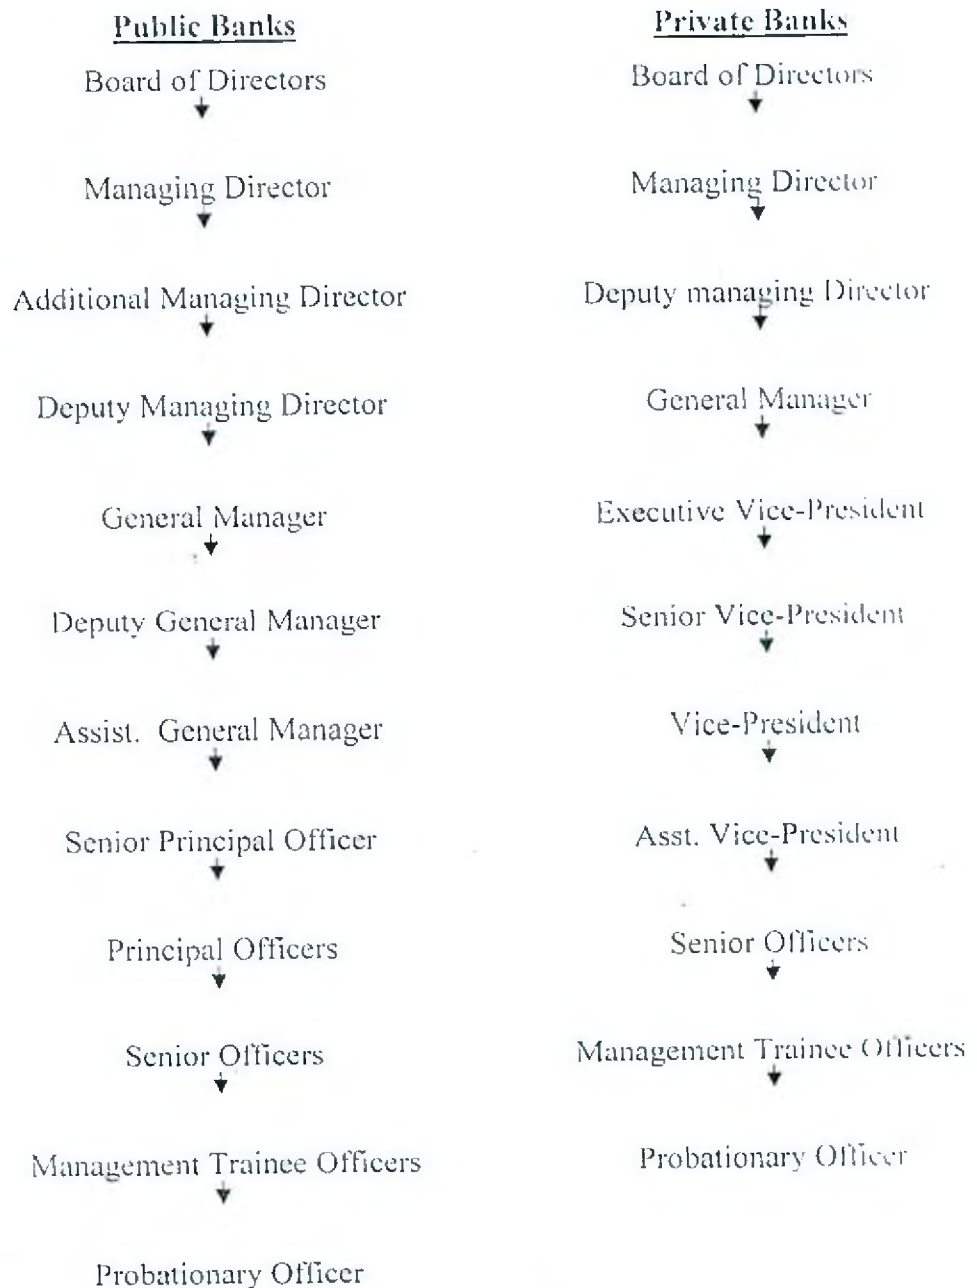 Public Banks
Board of Directors
Managing Director
Additional Managing Director
Deputy Managing Director
General Manager
Deputy General Manager
Assist. General Manager
Senior Principal Officer
Principal Officers
Senior Officers
Management Trainee Officers
Probationary Officer
Private Banks
Board of Directors
Managing Director
Deputy managing Director
General Manager
Executive Vice-President
Senior Vice-President
Vice-President
Asst. Vice-President
Senior Officers
Management Trainee Officers
Probationary Officer